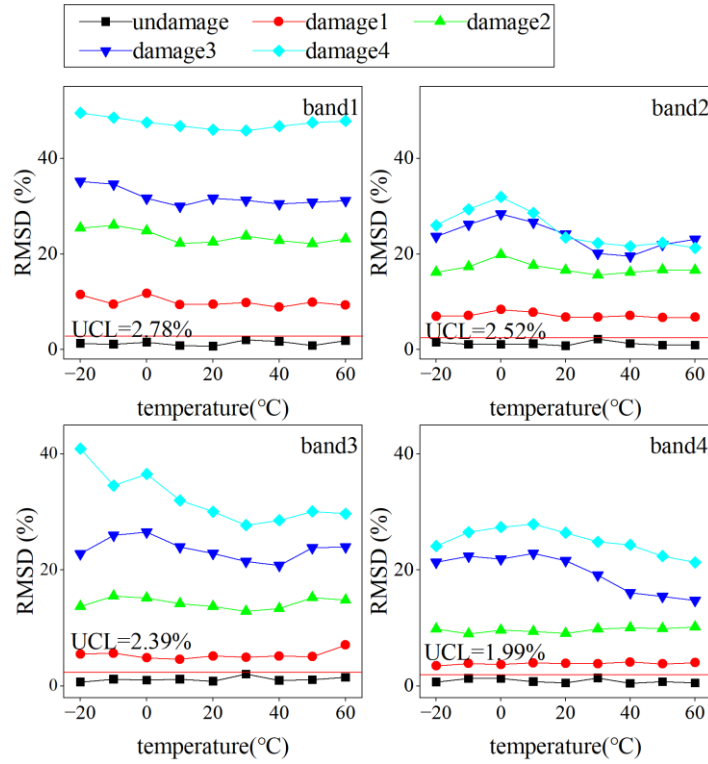 undamage damage1 damage2
damage3 damage4
band1
40
20
0
RMSD (%)
UCL=2.78%
−20 0 20 40 60
temperature(°C)
band2
40
20
0
RMSD (%)
UCL=2.52%
−20 0 20 40 60
temperature(°C)
band3
40
20
0
RMSD (%)
UCL=2.39%
−20 0 20 40 60
temperature(°C)
band4
40
20
0
RMSD (%)
UCL=1.99%
−20 0 20 40 60
temperature(°C)